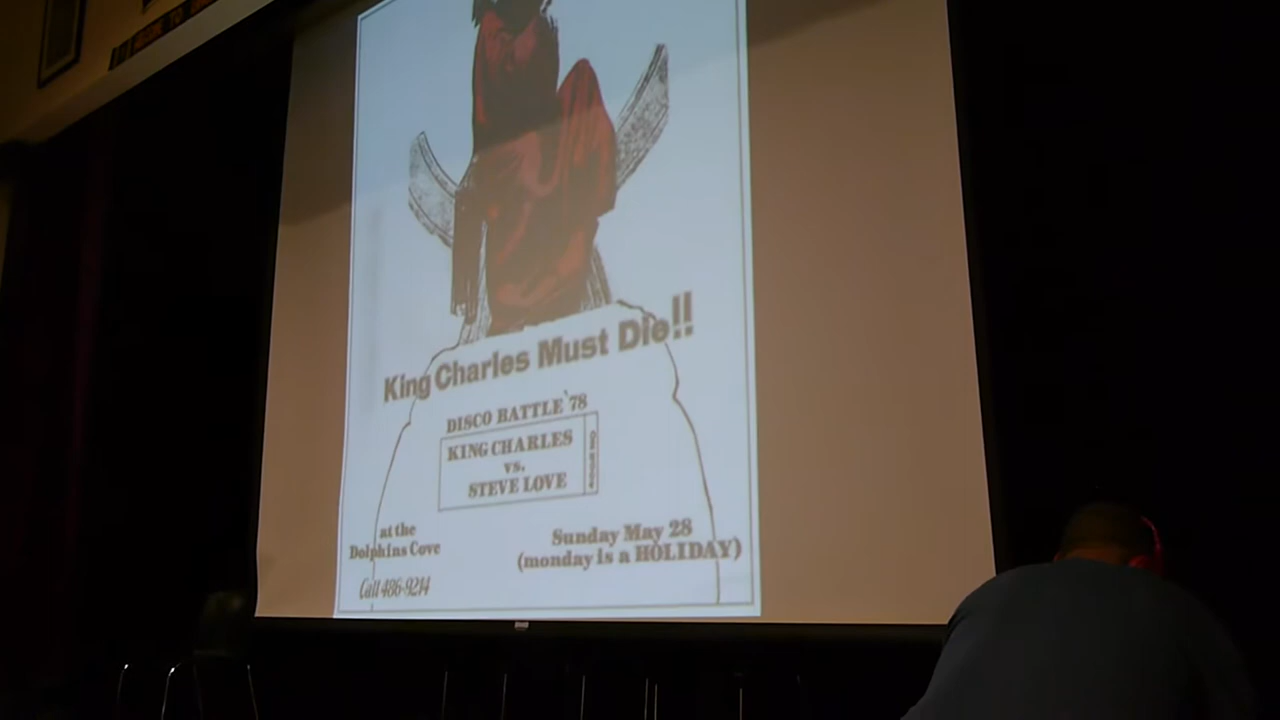 King Charles Must Die!!
DISCO BATTLE '78
KING CHARLES
vs.
STEVE LOVE
at the
Dolphins Cove
Call 486-9214
Sunday May 28
(monday is a HOLIDAY)